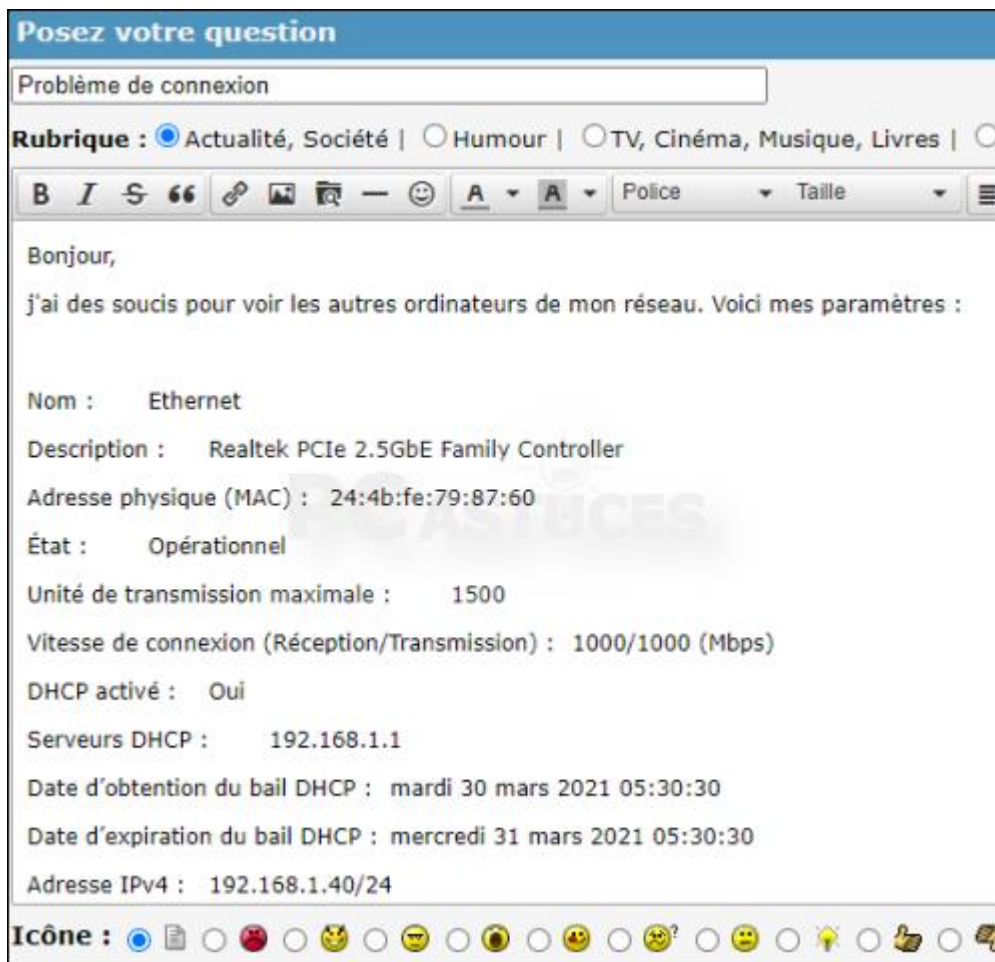 Posez votre question
Problème de connexion
Rubrique : Actualité, Société | Humour | TV, Cinéma, Musique, Livres |
B I S Police Taille
Bonjour,
j'ai des soucis pour voir les autres ordinateurs de mon réseau. Voici mes paramètres :
Nom : Ethernet
Description : Realtek PCIe 2.5GbE Family Controller
Adresse physique (MAC) : 24:4b:fe:79:87:60
PC ASTUCES
État : Opérationnel
Unité de transmission maximale : 1500
Vitesse de connexion (Réception/Transmission) : 1000/1000 (Mbps)
DHCP activé : Oui
Serveurs DHCP : 192.168.1.1
Date d'obtention du bail DHCP : mardi 30 mars 2021 05:30:30
Date d'expiration du bail DHCP : mercredi 31 mars 2021 05:30:30
Adresse IPv4 : 192.168.1.40/24
Icône :